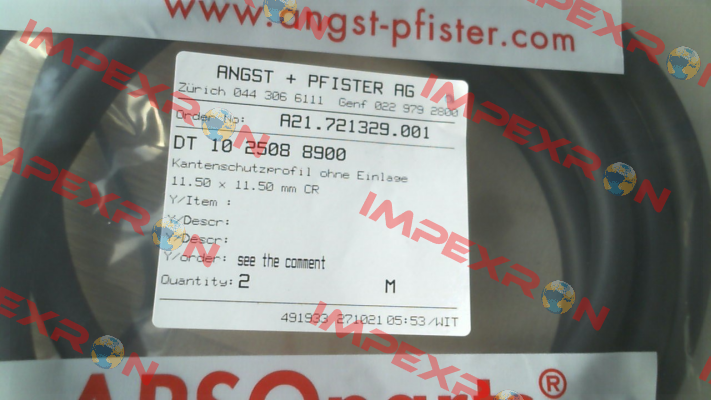 www.angst-pfister.com
ANGST + PFISTER AG
Zürich 044 306 6111 Genf 022 979 2800
Order No: A21.721329.001
DT 10 2508 8900
Kantenschutzprofil ohne Einlage
11.50 x 11.50 mm CR
Y/Item :
Y/Descr:
Y/Descr:
Y/order: see the comment
Quantity: 2 M
491933 271021 05:53 /WIT
APSOparts®
IMPEXRON
IMPEXRON
IMPEXRON
IMPEXRON
IMPEXRON
IMPEXRON